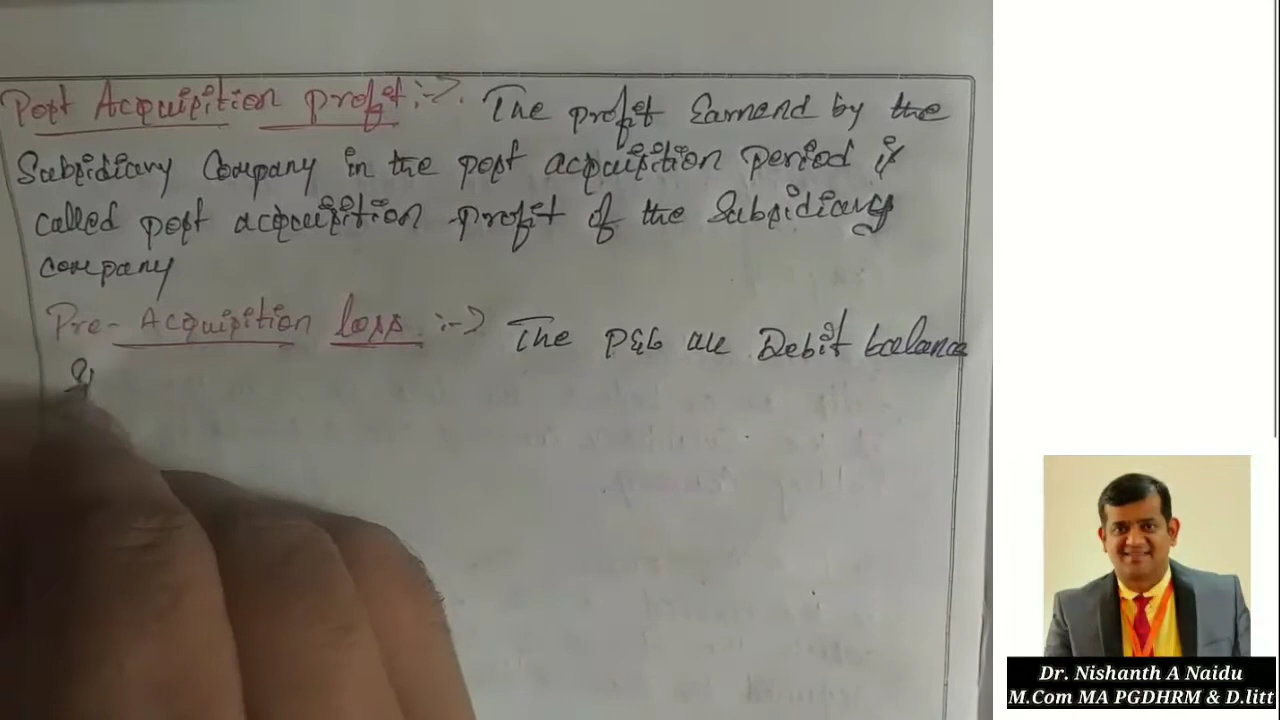 Post Acquisition profit :-> The profit Earnend by the
Subsidiary Company in the post acquisition period is
called post acquisition profit of the Subsidiary
company
Pre- Acquisition loss :-> The P&L a/c Debit balance
Dr. Nishanth A Naidu
M.Com MA PGDHRM & D.litt